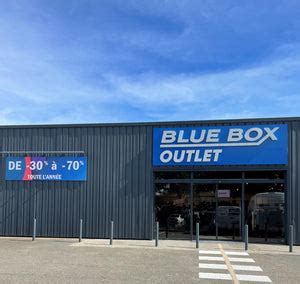 BLUE BOX
OUTLET
DE -30% à -70%
TOUTE L'ANNÉE